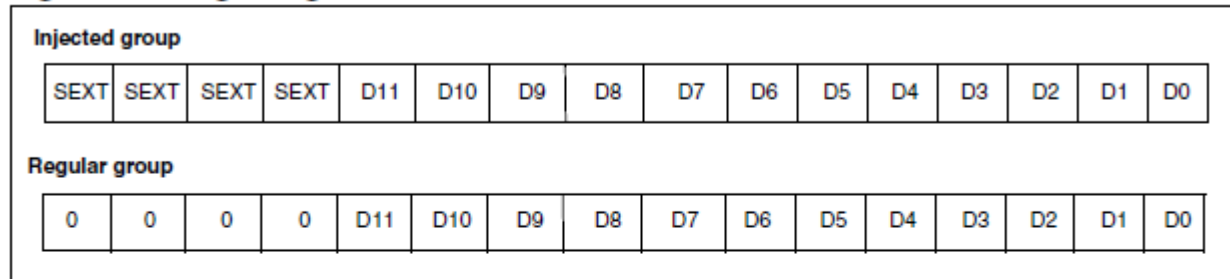 Injected group
SEXT SEXT SEXT SEXT D11 D10 D9 D8 D7 D6 D5 D4 D3 D2 D1 D0
Regular group
0 0 0 0 D11 D10 D9 D8 D7 D6 D5 D4 D3 D2 D1 D0